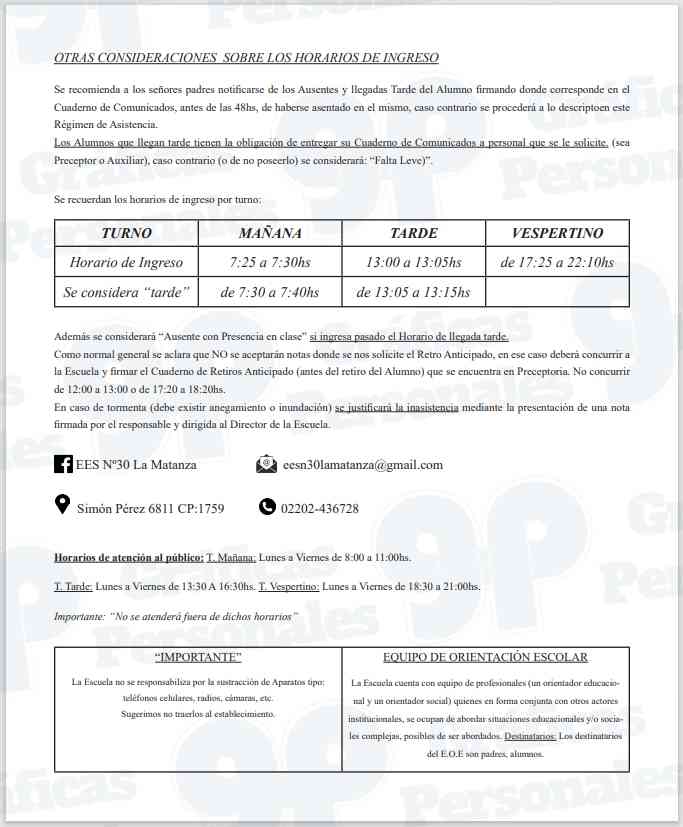 OTRAS CONSIDERACIONES SOBRE LOS HORARIOS DE INGRESO
Se recomienda a los señores padres notificarse de los Ausentes y llegadas Tarde del Alumno firmando donde corresponde en el
Cuaderno de Comunicados, antes de las 48hs, de haberse asentado en el mismo, caso contrario se procederá a lo descriptoen este
Régimen de Asistencia.
Los Alumnos que llegan tarde tienen la obligación de entregar su Cuaderno de Comunicados a personal que se le solicite. (sea
Preceptor o Auxiliar), caso contrario (o de no poseerlo) se considerará: “Falta Leve)”.
Se recuerdan los horarios de ingreso por turno:
TURNO MAÑANA TARDE VESPERTINO
Horario de Ingreso 7:25 a 7:30hs 13:00 a 13:05hs de 17:25 a 22:10hs
Se considera “tarde” de 7:30 a 7:40hs de 13:05 a 13:15hs
Además se considerará “Ausente con Presencia en clase” si ingresa pasado el Horario de llegada tarde.
Como normal general se aclara que NO se aceptarán notas donde se nos solicite el Retro Anticipado, en ese caso deberá concurrir a
la Escuela y firmar el Cuaderno de Retiros Anticipado (antes del retiro del Alumno) que se encuentra en Preceptoria. No concurrir
de 12:00 a 13:00 o de 17:20 a 18:20hs.
En caso de tormenta (debe existir anegamiento o inundación) se justificará la inasistencia mediante la presentación de una nota
firmada por el responsable y dirigida al Director de la Escuela.
EES Nº30 La Matanza eesn30lamatanza@gmail.com
Simón Pérez 6811 CP:1759 02202-436728
Horarios de atención al público: T. Mañana: Lunes a Viernes de 8:00 a 11:00hs.
T. Tarde: Lunes a Viernes de 13:30 A 16:30hs. T. Vespertino: Lunes a Viernes de 18:30 a 21:00hs.
Importante: “No se atenderá fuera de dichos horarios”
“IMPORTANTE”
La Escuela no se responsabiliza por la sustracción de Aparatos tipo:
teléfonos celulares, radios, cámaras, etc.
Sugerimos no traerlos al establecimiento.
EQUIPO DE ORIENTACIÓN ESCOLAR
La Escuela cuenta con equipo de profesionales (un orientador educacio-
nal y un orientador social) quienes en forma conjunta con otros actores
institucionales, se ocupan de abordar situaciones educacionales y/o socia-
les complejas, posibles de ser abordados. Destinatarios: Los destinatarios
del E.O.E son padres, alumnos.
gp
Gráficas
Personales